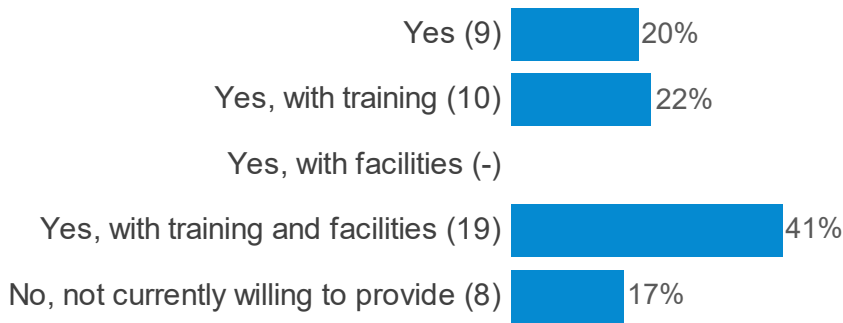 Yes (9) 20%
Yes, with training (10) 22%
Yes, with facilities (-)
Yes, with training and facilities (19) 41%
No, not currently willing to provide (8) 17%